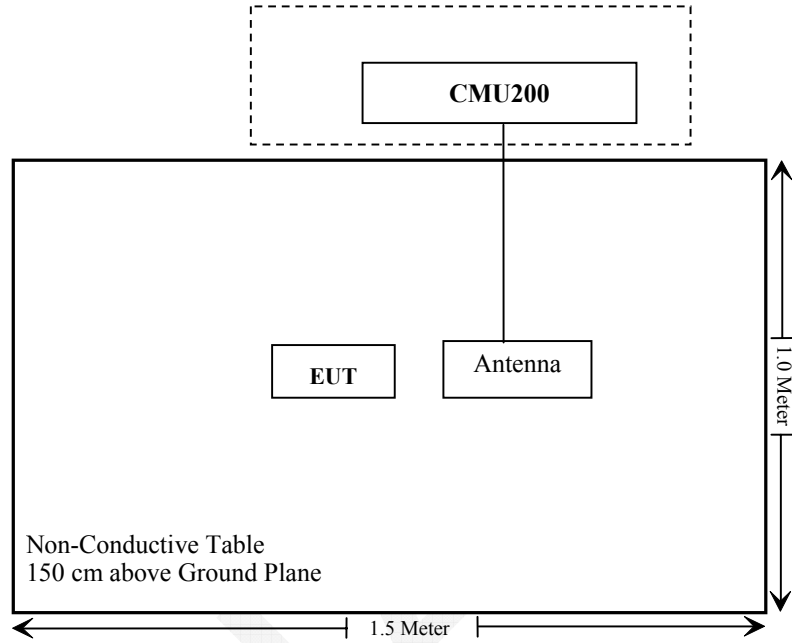 CMU200
EUT
Antenna
1.0 Meter
Non-Conductive Table
150 cm above Ground Plane
1.5 Meter